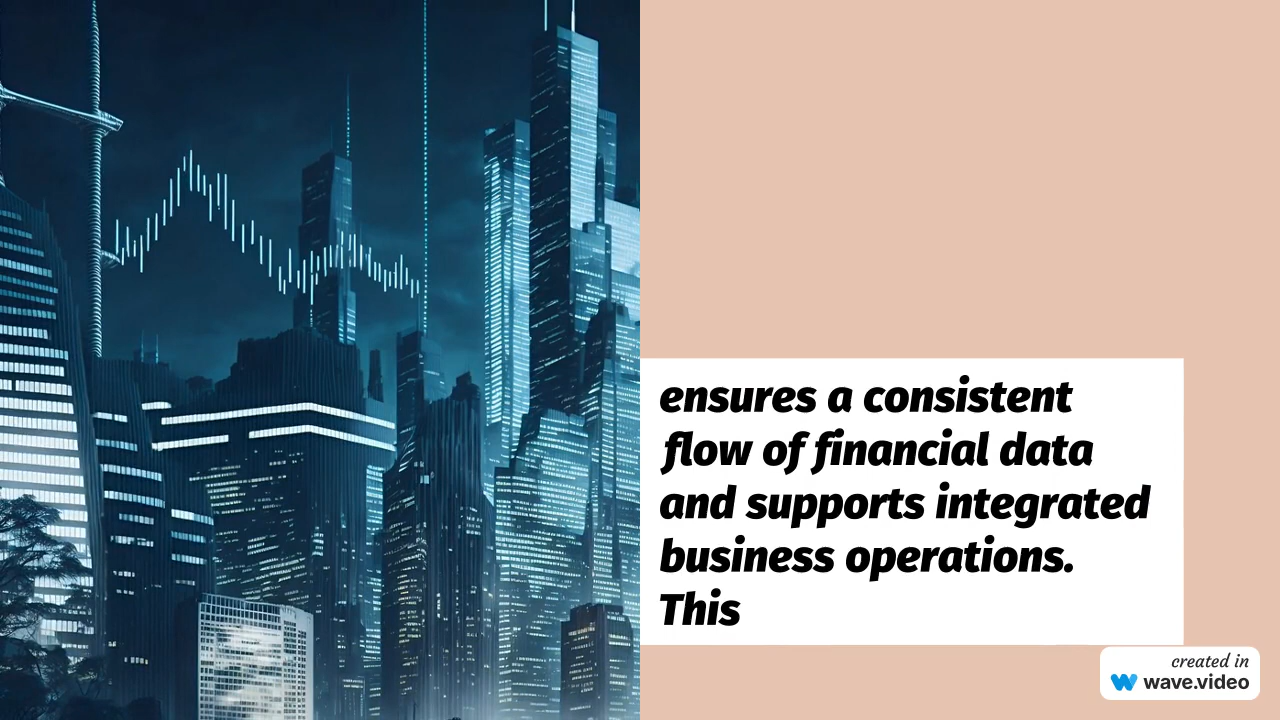 ensures a consistent
flow of financial data
and supports integrated
business operations.
This
created in
wave.video